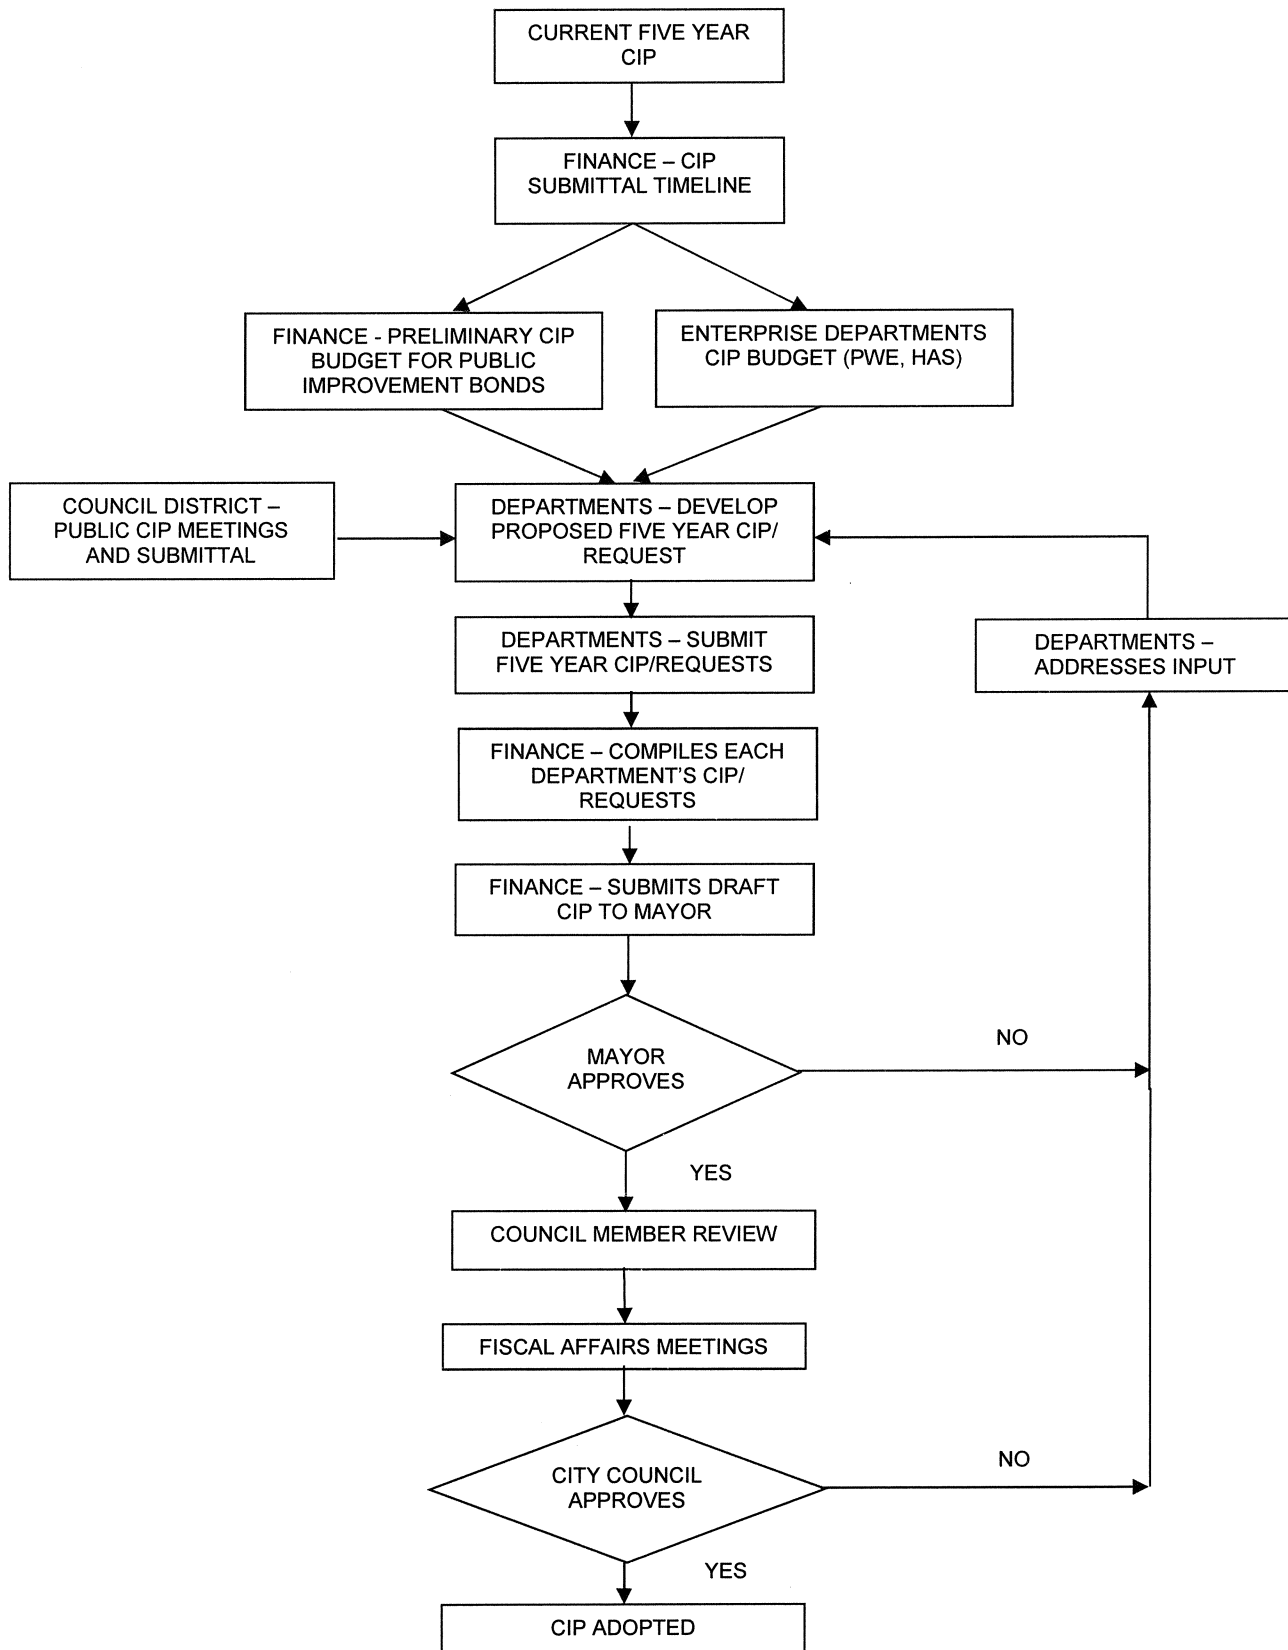 CURRENT FIVE YEAR
CIP
FINANCE – CIP
SUBMITTAL TIMELINE
FINANCE - PRELIMINARY CIP
BUDGET FOR PUBLIC
IMPROVEMENT BONDS
ENTERPRISE DEPARTMENTS
CIP BUDGET (PWE, HAS)
COUNCIL DISTRICT –
PUBLIC CIP MEETINGS
AND SUBMITTAL
DEPARTMENTS – DEVELOP
PROPOSED FIVE YEAR CIP/
REQUEST
DEPARTMENTS – SUBMIT
FIVE YEAR CIP/REQUESTS
DEPARTMENTS –
ADDRESSES INPUT
FINANCE – COMPILES EACH
DEPARTMENT'S CIP/
REQUESTS
FINANCE – SUBMITS DRAFT
CIP TO MAYOR
MAYOR
APPROVES
NO
YES
COUNCIL MEMBER REVIEW
FISCAL AFFAIRS MEETINGS
CITY COUNCIL
APPROVES
NO
YES
CIP ADOPTED